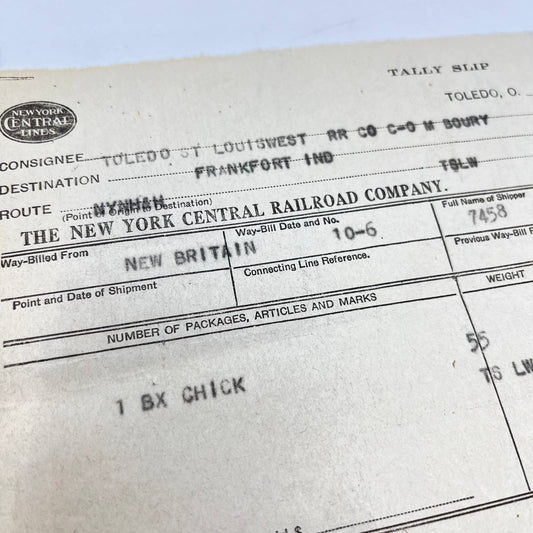 TALLY SLIP
NEW YORK
CENTRAL
LINES
TOLEDO, O.
CONSIGNEE TOLEDO ST LOUISWEST RR CO C-O M BOURY
DESTINATION FRANKFORT IND
ROUTE NYNH&H TSLW
(Point of Origin to Destination)
THE NEW YORK CENTRAL RAILROAD COMPANY.
Way-Billed From NEW BRITAIN
Way-Bill Date and No. 10-6
Full Name of Shipper
7458
Point and Date of Shipment
Connecting Line Reference.
Previous Way-Bill
NUMBER OF PACKAGES, ARTICLES AND MARKS
WEIGHT
1 BX CHICK
55
TS LW